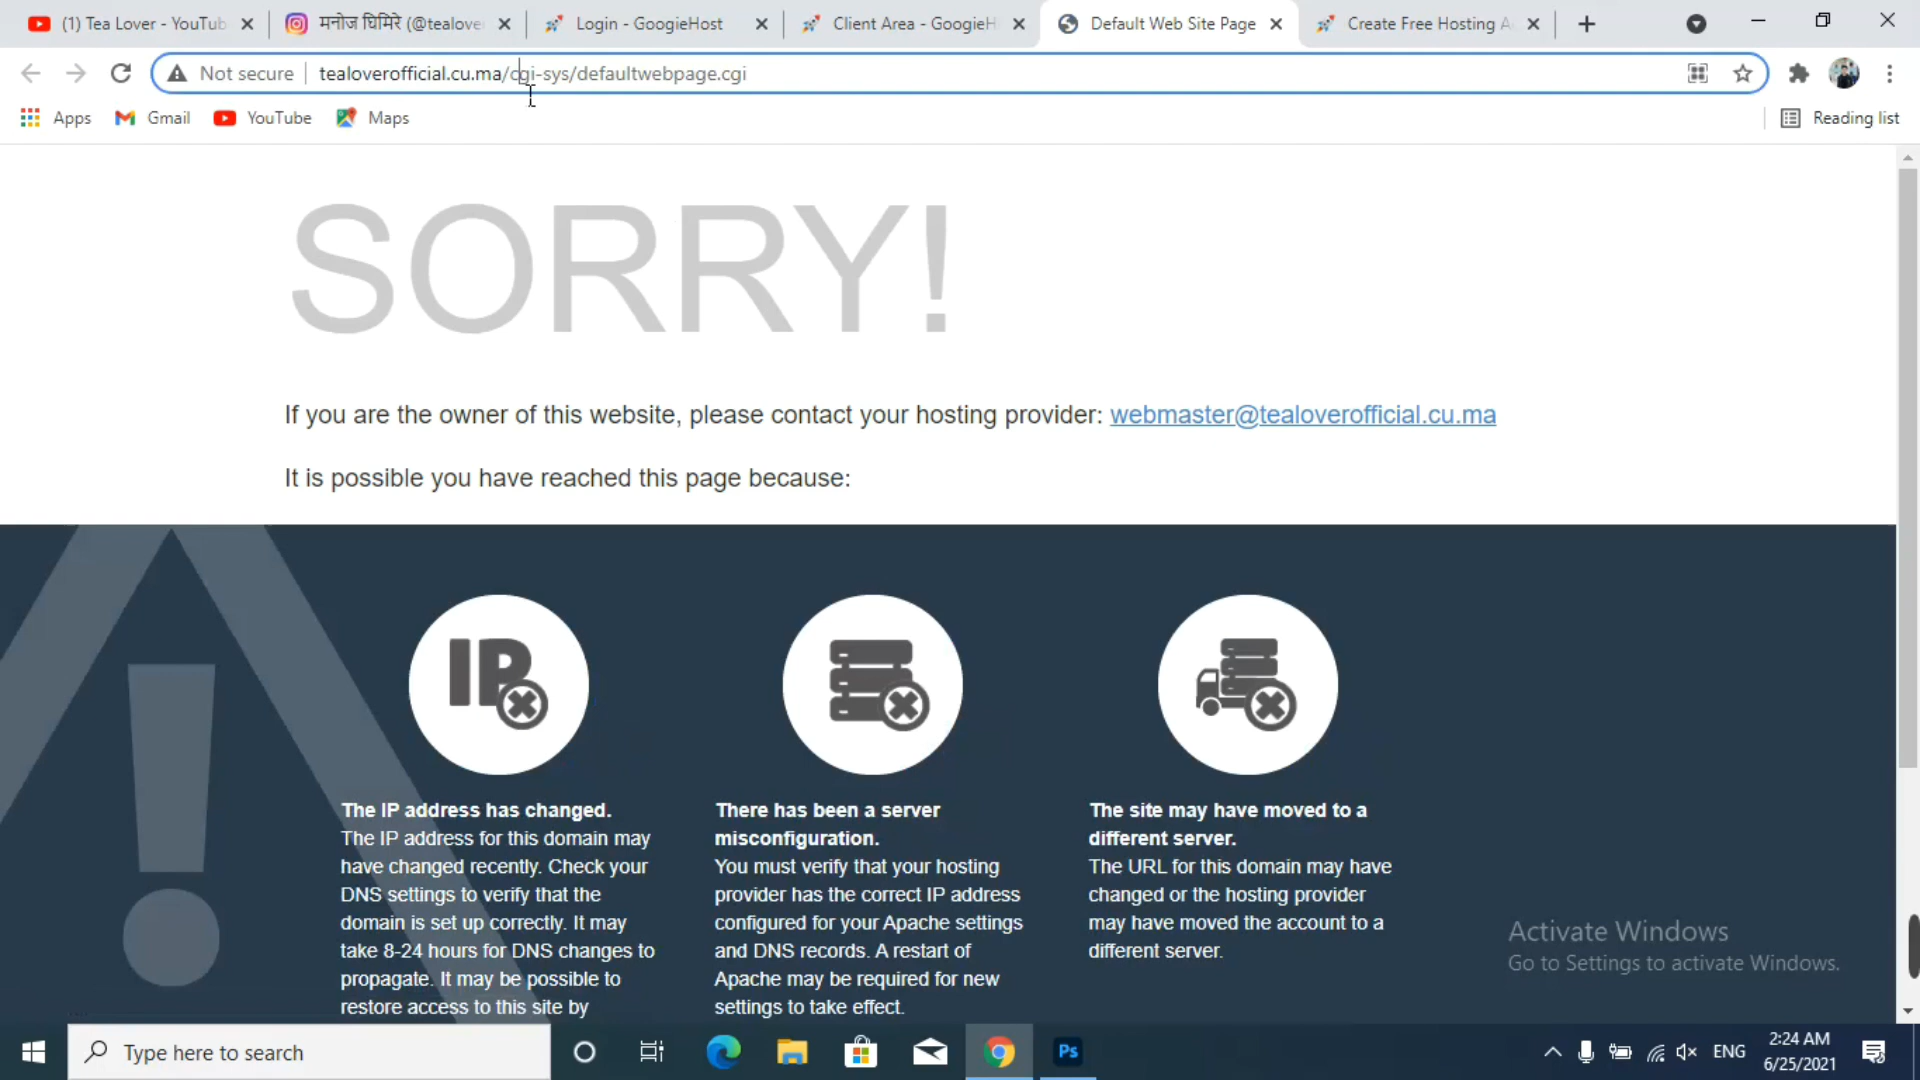 (1) Tea Lover - YouTub
मनोज घिमिरे (@tealove
Login - GoogieHost
Client Area - GoogieH
Default Web Site Page
Create Free Hosting A
Not secure
tealoverofficial.cu.ma/cgi-sys/defaultwebpage.cgi
Apps
Gmail
YouTube
Maps
Reading list
SORRY!
If you are the owner of this website, please contact your hosting provider: webmaster@tealoverofficial.cu.ma
It is possible you have reached this page because:
IP
The IP address has changed.
The IP address for this domain may
have changed recently. Check your
DNS settings to verify that the
domain is set up correctly. It may
take 8-24 hours for DNS changes to
propagate. It may be possible to
restore access to this site by
There has been a server
misconfiguration.
You must verify that your hosting
provider has the correct IP address
configured for your Apache settings
and DNS records. A restart of
Apache may be required for new
settings to take effect.
The site may have moved to a
different server.
The URL for this domain may have
changed or the hosting provider
may have moved the account to a
different server.
Activate Windows
Go to Settings to activate Windows.
Type here to search
Ps
ENG
2:24 AM
6/25/2021